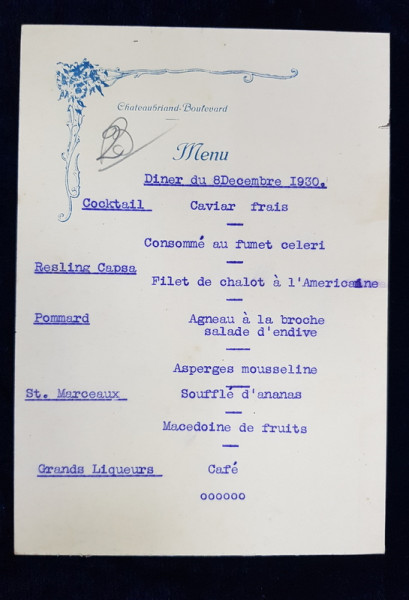 Chateaubriand-Boulevard
Menu
Diner du 8Decembre I930.
Cocktail Caviar frais
Consommé au fumet celeri
Resling Capsa
Filet de chalot à l'Americaine
Pommard Agneau à la broche
salade d'endive
Asperges mousseline
St. Marceaux Soufflé d'ananas
Macedoine de fruits
Grands Liqueurs Café
oooooo